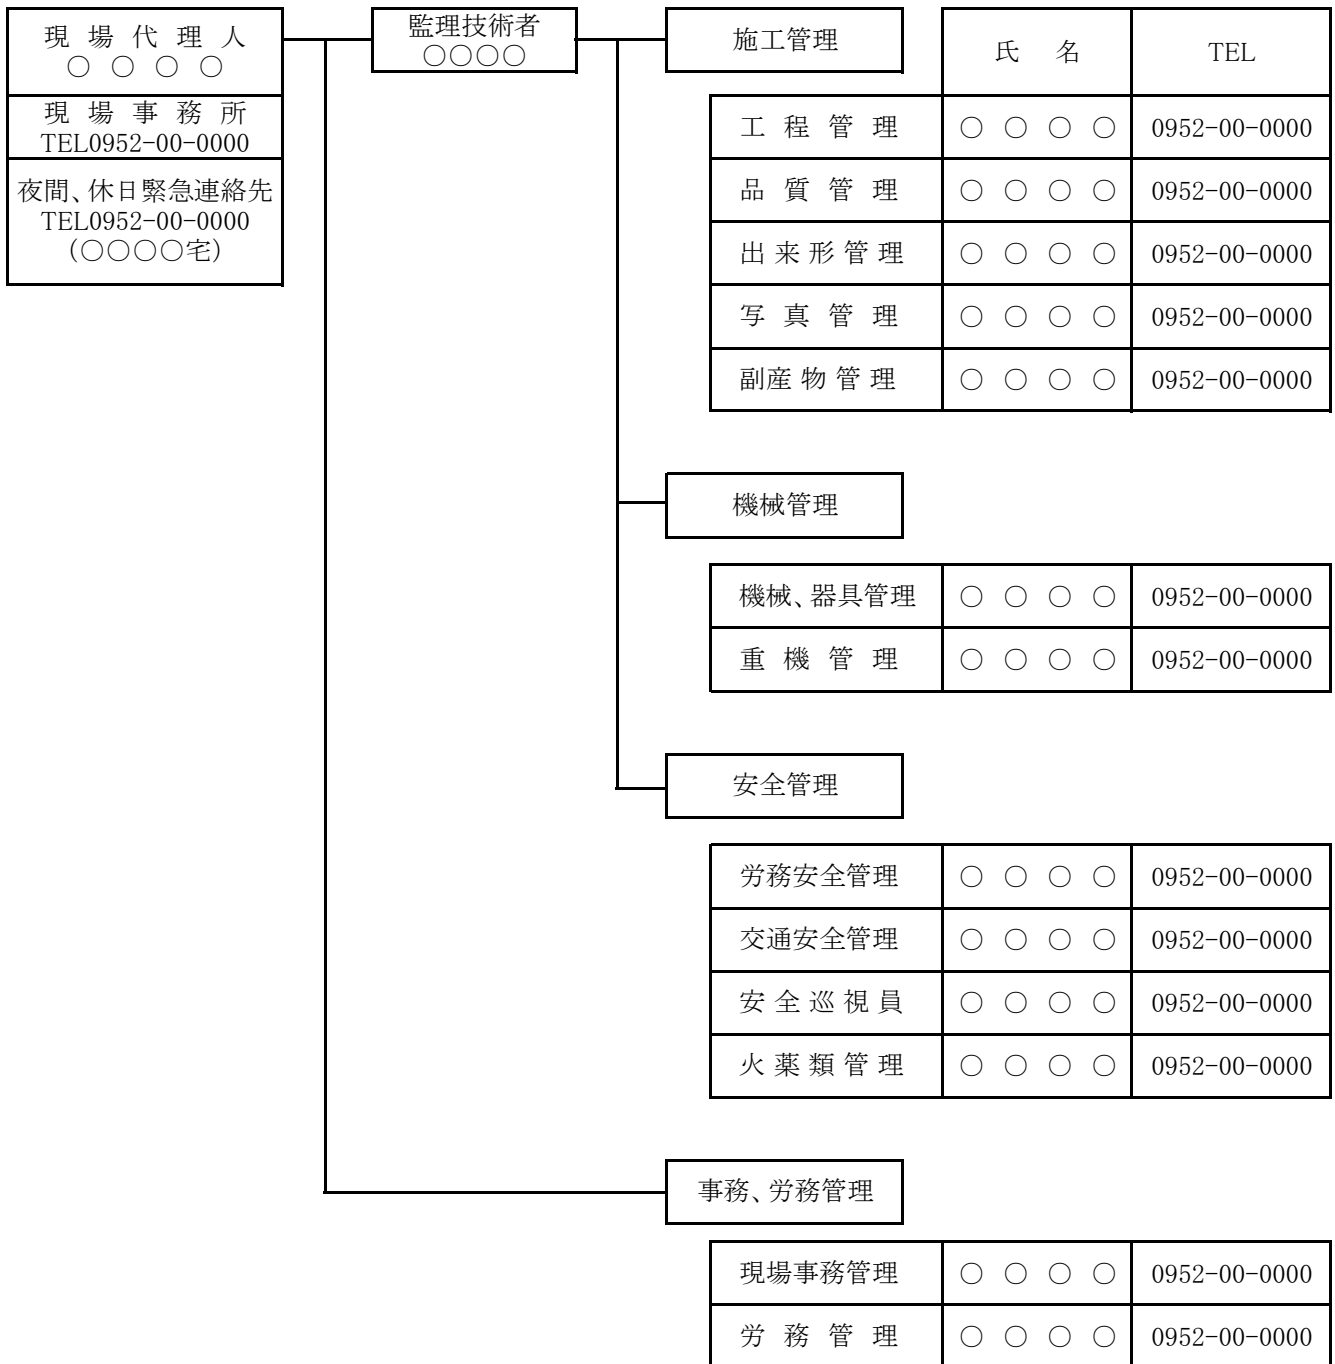 現場代理人
○○○○
現場事務所
TEL0952-00-0000
夜間、休日緊急連絡先
TEL0952-00-0000
(○○○○宅)
監理技術者
○○○○
施工管理
氏 名 TEL
工程管理 ○○○○ 0952-00-0000
品質管理 ○○○○ 0952-00-0000
出来形管理 ○○○○ 0952-00-0000
写真管理 ○○○○ 0952-00-0000
副産物管理 ○○○○ 0952-00-0000
機械管理
機械、器具管理 ○○○○ 0952-00-0000
重機管理 ○○○○ 0952-00-0000
安全管理
労務安全管理 ○○○○ 0952-00-0000
交通安全管理 ○○○○ 0952-00-0000
安全巡視員 ○○○○ 0952-00-0000
火薬類管理 ○○○○ 0952-00-0000
事務、労務管理
現場事務管理 ○○○○ 0952-00-0000
労務管理 ○○○○ 0952-00-0000